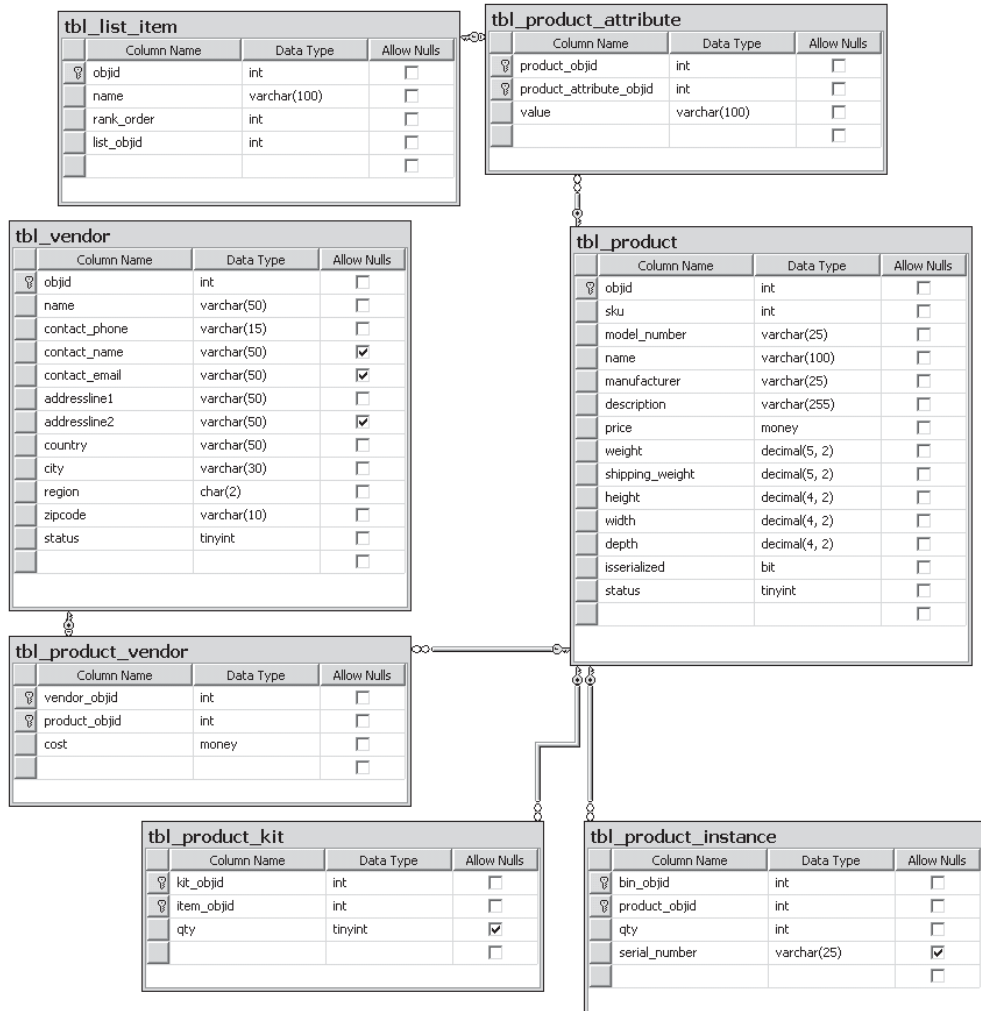 tbl_list_item
Column Name Data Type Allow Nulls
objid int
name varchar(100)
rank_order int
list_objid int
tbl_product_attribute
Column Name Data Type Allow Nulls
product_objid int
product_attribute_objid int
value varchar(100)
tbl_vendor
Column Name Data Type Allow Nulls
objid int
name varchar(50)
contact_phone varchar(15)
contact_name varchar(50)
contact_email varchar(50)
addressline1 varchar(50)
addressline2 varchar(50)
country varchar(50)
city varchar(30)
region char(2)
zipcode varchar(10)
status tinyint
tbl_product
Column Name Data Type Allow Nulls
objid int
sku int
model_number varchar(25)
name varchar(100)
manufacturer varchar(25)
description varchar(255)
price money
weight decimal(5, 2)
shipping_weight decimal(5, 2)
height decimal(4, 2)
width decimal(4, 2)
depth decimal(4, 2)
isserialized bit
status tinyint
tbl_product_vendor
Column Name Data Type Allow Nulls
vendor_objid int
product_objid int
cost money
tbl_product_kit
Column Name Data Type Allow Nulls
kit_objid int
item_objid int
qty tinyint
tbl_product_instance
Column Name Data Type Allow Nulls
bin_objid int
product_objid int
qty int
serial_number varchar(25)